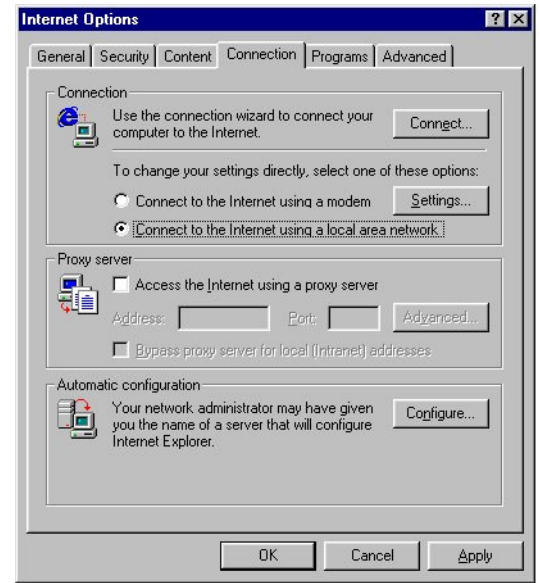 Internet Options
General Security Content Connection Programs Advanced
Connection
Use the connection wizard to connect your
computer to the Internet.
Connect...
To change your settings directly, select one of these options:
Connect to the Internet using a modem
Settings...
Connect to the Internet using a local area network
Proxy server
Access the Internet using a proxy server
Address: Port: Advanced...
Bypass proxy server for local (Intranet) addresses
Automatic configuration
Your network administrator may have given
you the name of a server that will configure
Internet Explorer.
Configure...
OK Cancel Apply